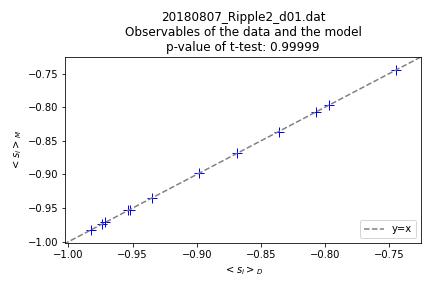 20180807_Ripple2_d01.dat
Observables of the data and the model
p-value of t-test: 0.99999
−0.75
−0.80
−0.85
−0.90
−0.95
−1.00
< s_i >_M
y=x
−1.00
−0.95
−0.90
−0.85
−0.80
−0.75
< s_i >_D